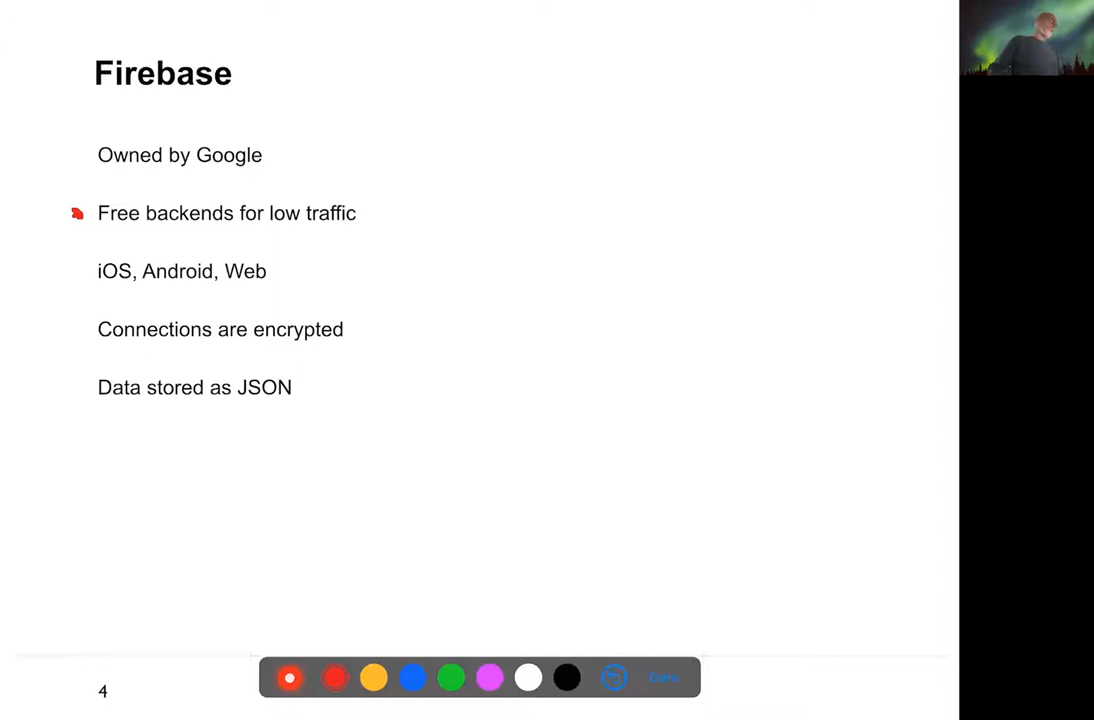 Firebase
Owned by Google
Free backends for low traffic
iOS, Android, Web
Connections are encrypted
Data stored as JSON
4
Done